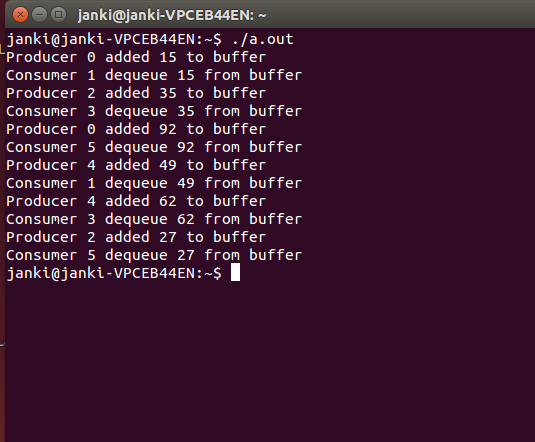 janki@janki-VPCEB44EN: ~
janki@janki-VPCEB44EN:~$ ./a.out
Producer 0 added 15 to buffer
Consumer 1 dequeue 15 from buffer
Producer 2 added 35 to buffer
Consumer 3 dequeue 35 from buffer
Producer 0 added 92 to buffer
Consumer 5 dequeue 92 from buffer
Producer 4 added 49 to buffer
Consumer 1 dequeue 49 from buffer
Producer 4 added 62 to buffer
Consumer 3 dequeue 62 from buffer
Producer 2 added 27 to buffer
Consumer 5 dequeue 27 from buffer
janki@janki-VPCEB44EN:~$